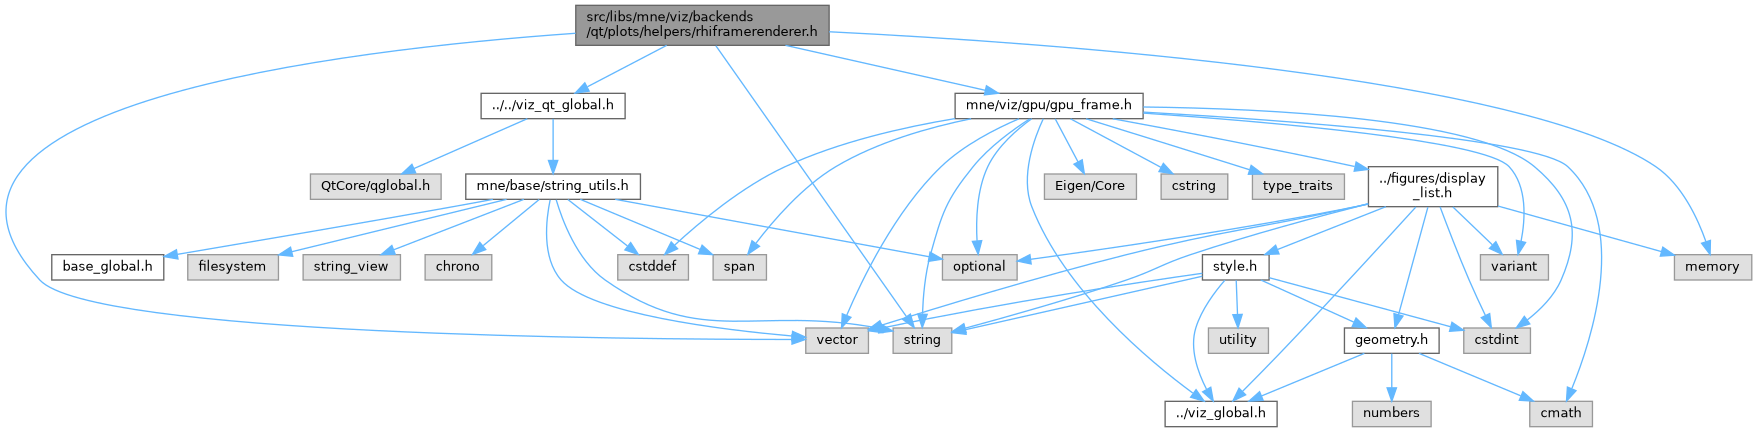 src/libs/mne/viz/backends
/qt/plots/helpers/rhiframerenderer.h
../../viz_qt_global.h
mne/viz/gpu/gpu_frame.h
QtCore/qglobal.h
mne/base/string_utils.h
Eigen/Core
cstring
type_traits
../figures/display
_list.h
base_global.h
filesystem
string_view
chrono
cstddef
span
optional
style.h
variant
memory
vector
string
utility
geometry.h
cstdint
../viz_global.h
numbers
cmath